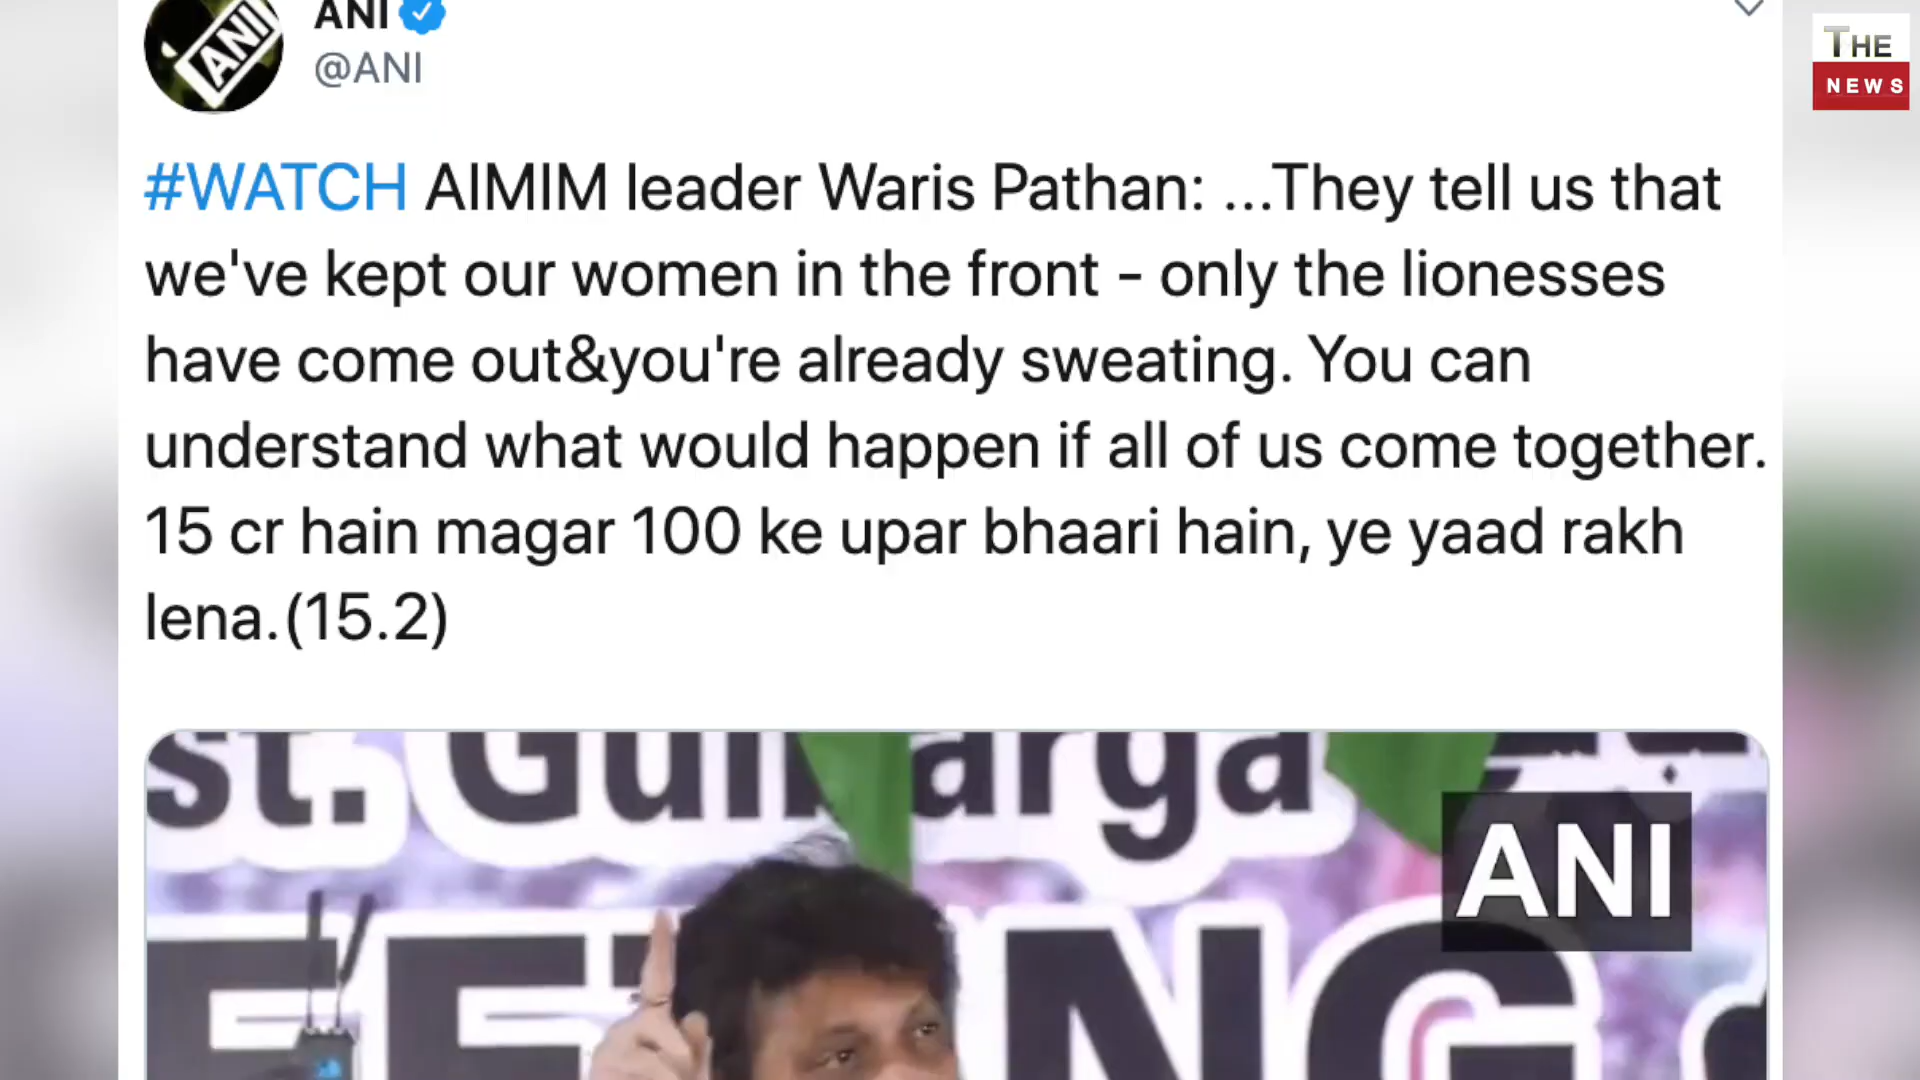 ANI
@ANI
THE
NEWS
ANI
#WATCH AIMIM leader Waris Pathan: ...They tell us that
we've kept our women in the front - only the lionesses
have come out&you're already sweating. You can
understand what would happen if all of us come together.
15 cr hain magar 100 ke upar bhaari hain, ye yaad rakh
lena.(15.2)
st. Gul arga
ANI